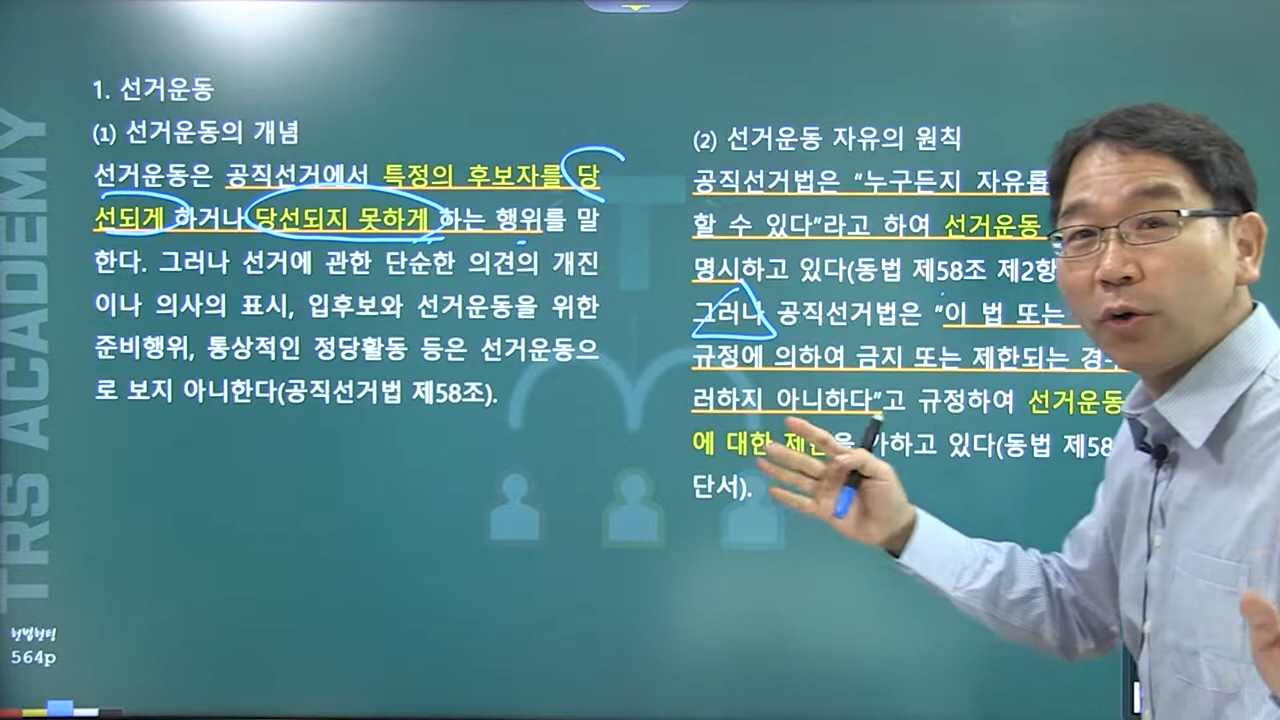 1. 선거운동
(1) 선거운동의 개념
선거운동은 공직선거에서 특정의 후보자를 당
선되게 하거나 당선되지 못하게 하는 행위를 말
한다. 그러나 선거에 관한 단순한 의견의 개진
이나 의사의 표시, 입후보와 선거운동을 위한
준비행위, 통상적인 정당활동 등은 선거운동으
로 보지 아니한다(공직선거법 제58조).
(2) 선거운동 자유의 원칙
공직선거법은 "누구든지 자유롭
할 수 있다"라고 하여 선거운동
명시하고 있다(동법 제58조 제2항
그러나 공직선거법은 "이 법 또는
규정에 의하여 금지 또는 제한되는 경우
러하지 아니하다"고 규정하여 선거운동
에 대한 제한을 가하고 있다(동법 제58
단서).
TRS ACADEMY
564p